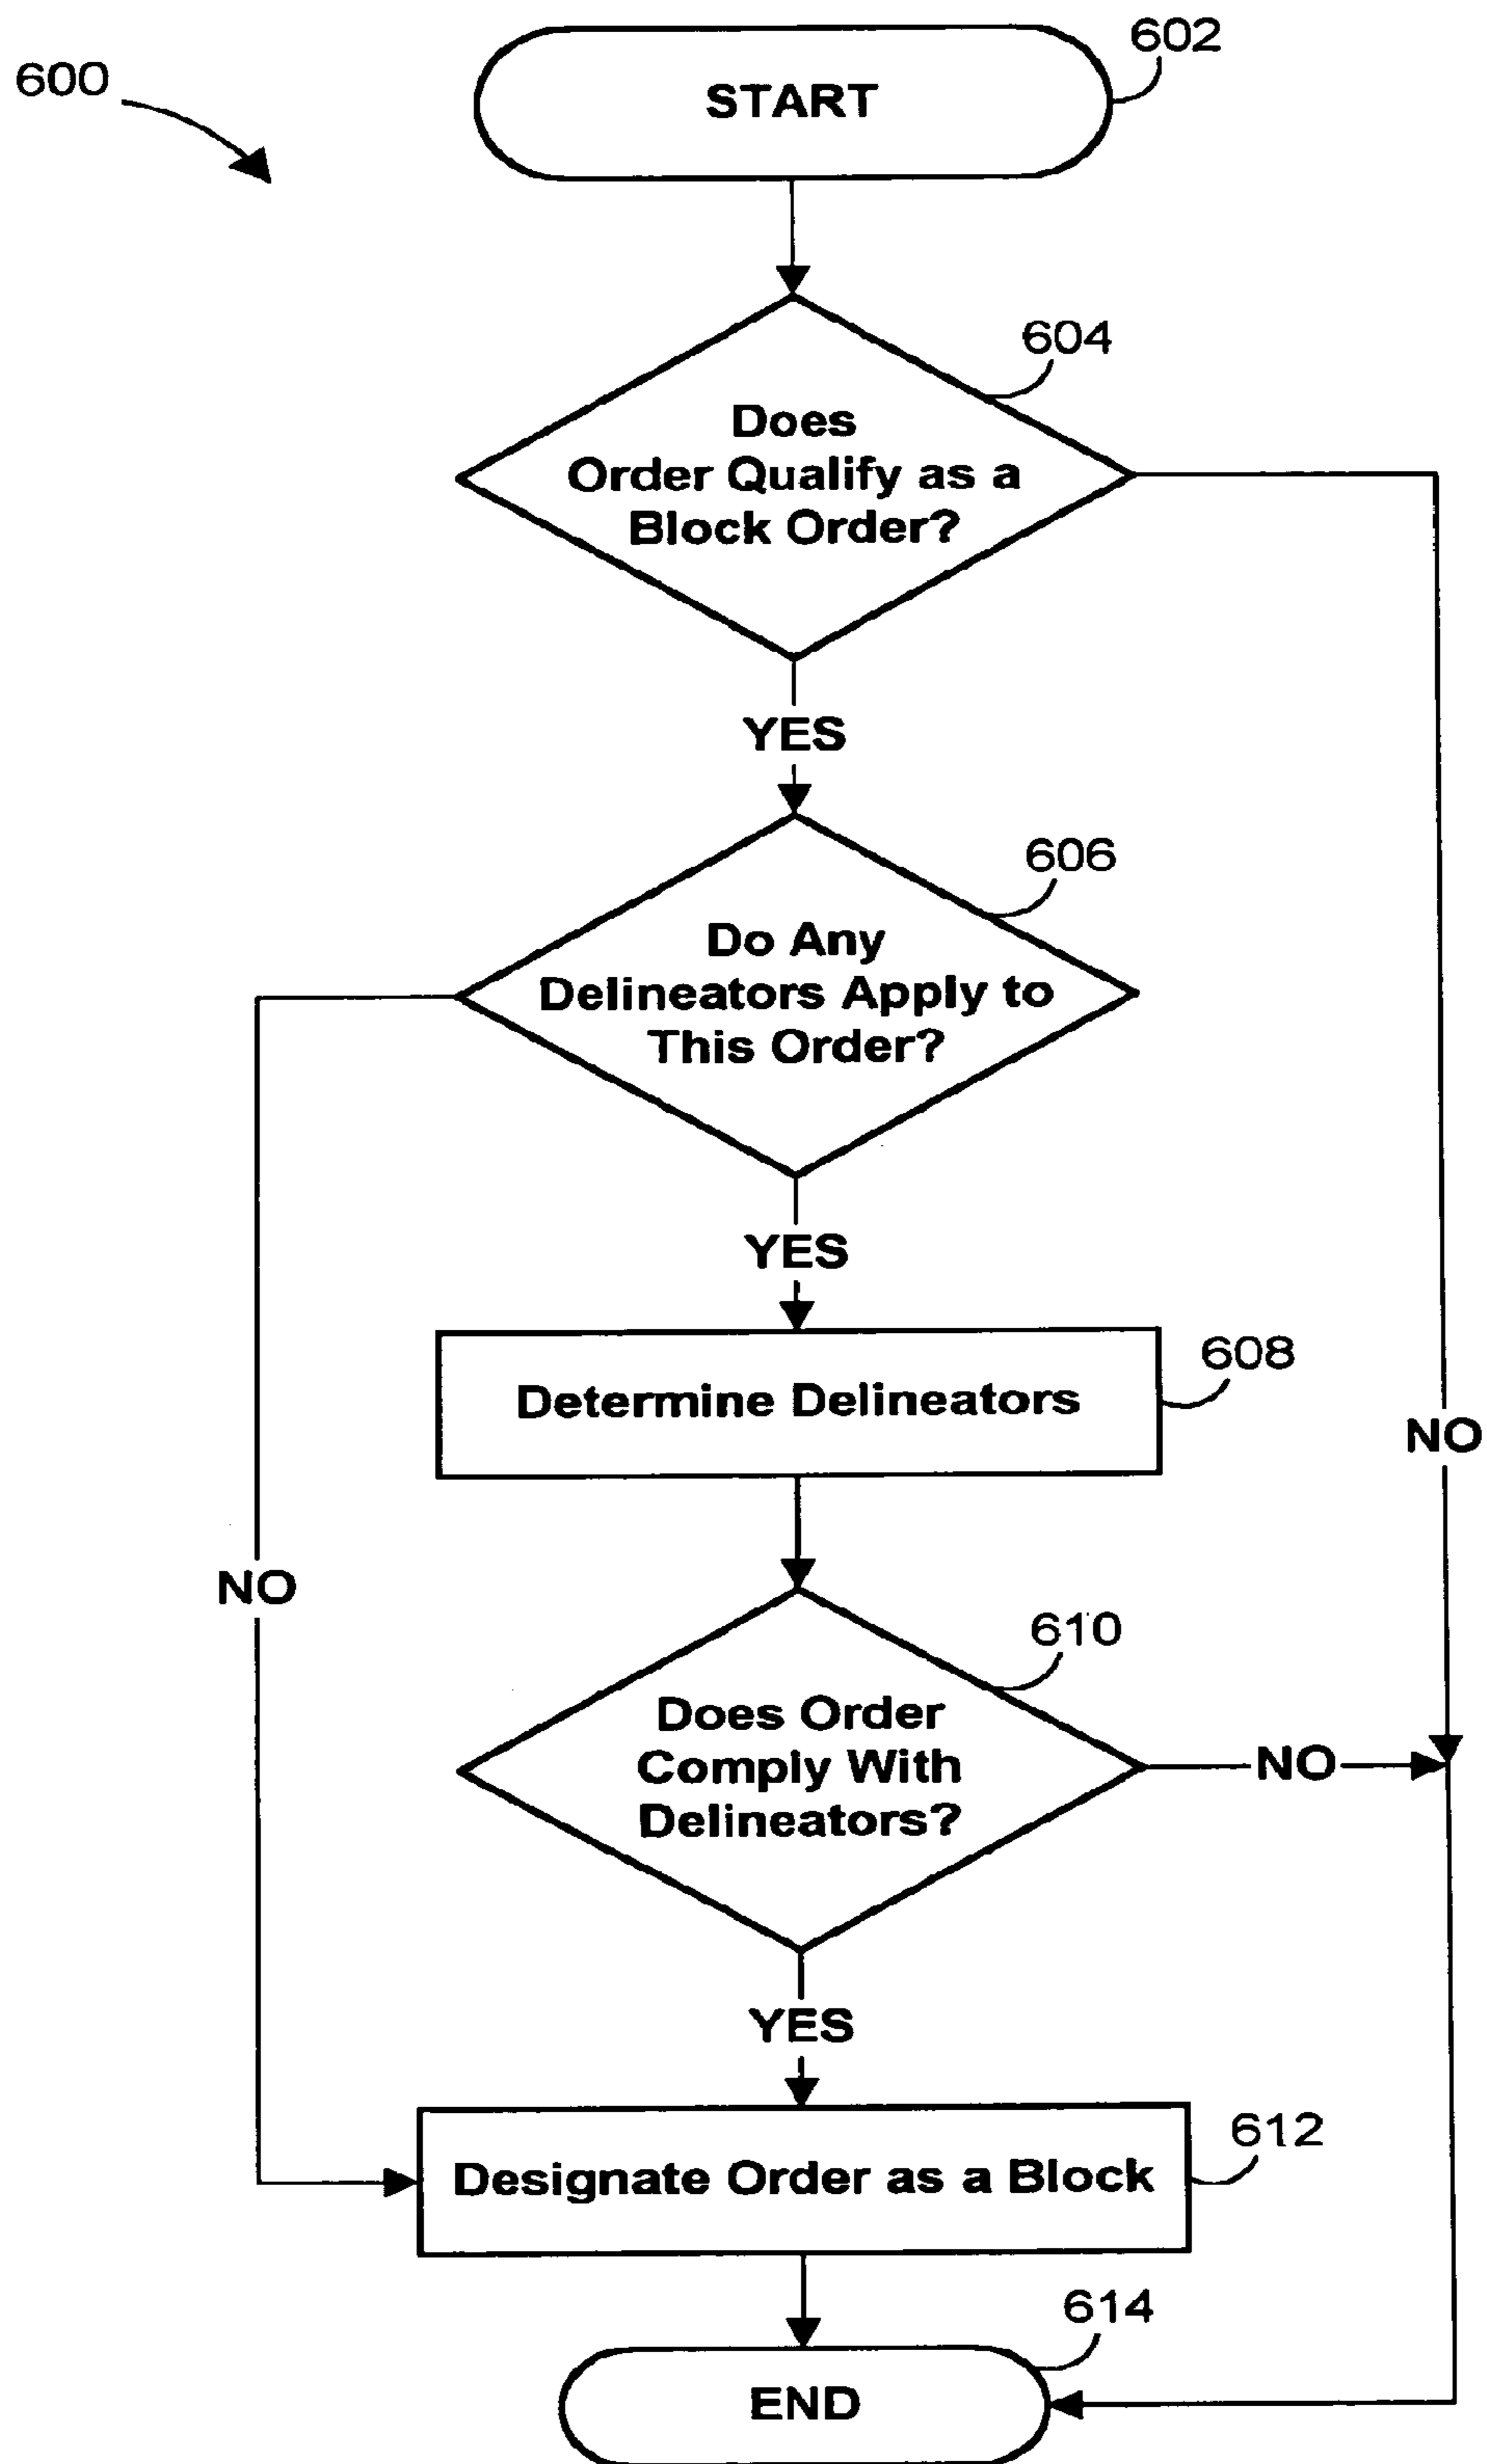 602
600
START
604
Does
Order Qualify as a
Block Order?
YES
606
Do Any
Delineators Apply to
This Order?
YES
608
Determine Delineators
NO
NO
610
Does Order
Comply With
Delineators?
NO
YES
612
Designate Order as a Block
614
END